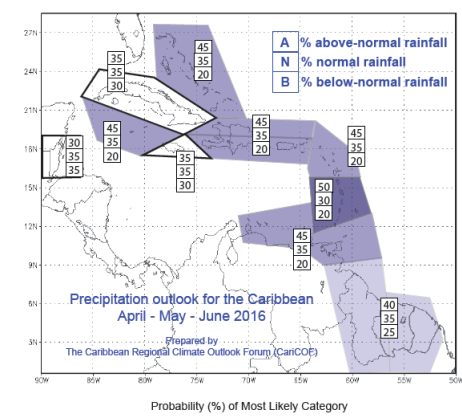 27N
24N
21N
18N
15N
12N
9N
6N
3N
A % above-normal rainfall
N % normal rainfall
B % below-normal rainfall
45
35
20
35
35
30
45
35
20
45
35
20
45
35
20
30
35
35
35
35
30
50
30
20
45
35
20
40
35
25
Precipitation outlook for the Caribbean
April - May - June 2016
Prepared by
The Caribbean Regional Climate Outlook Forum (CariCOF)
90W 85W 80W 75W 70W 65W 60W 55W 50W
Probability (%) of Most Likely Category